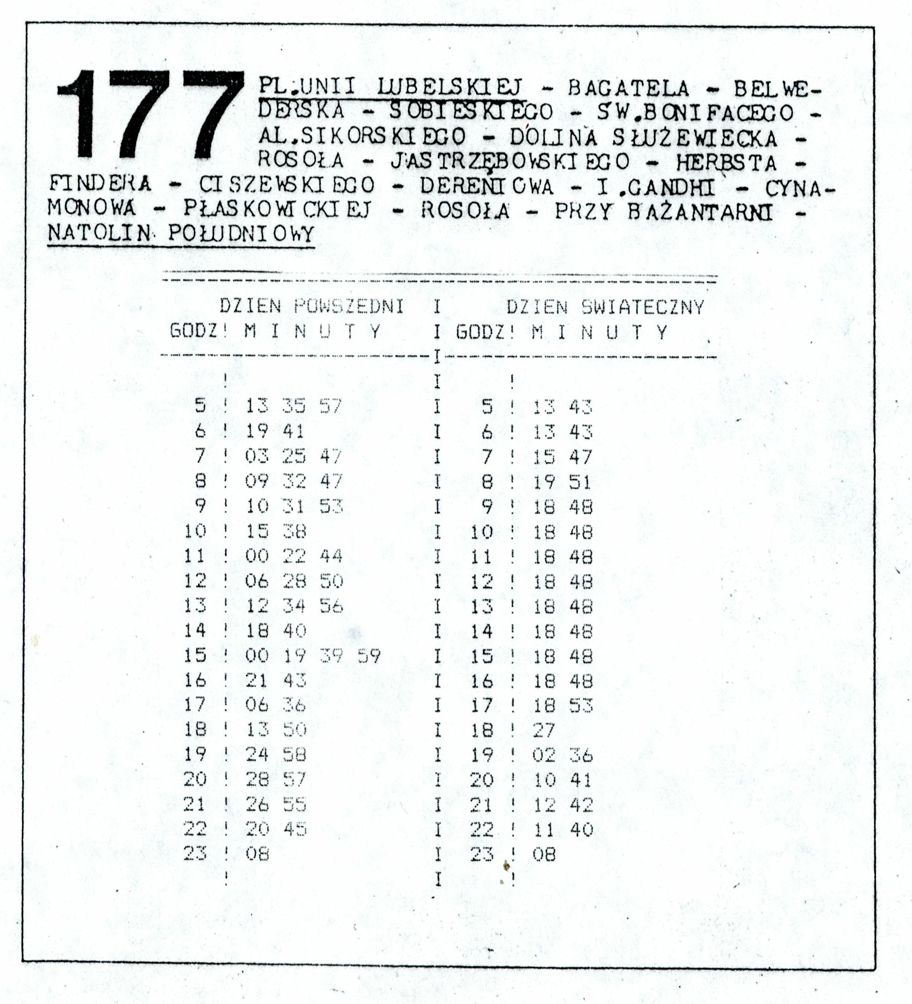 177 PL.UNII LUBELSKIEJ - BAGATELA - BELWE-
DERSKA - SOBIESKIEGO - ŚW.BONIFACEGO -
AL.SIKORSKIEGO - DOLINA SŁUŻEWIECKA -
ROSOŁA - JASTRZĘBOWSKIEGO - HERBSTA -
FINDERA - CISZEWSKIEGO - DERENIOWA - I.GANDHI - CYNA-
MONOWA - PŁASKOWICKIEJ - ROSOŁA - PRZY BAŻANTARNI -
NATOLIN POŁUDNIOWY
DZIEN POWSZEDNI I DZIEN SWIATECZNY
GODZ! M I N U T Y I GODZ! M I N U T Y
I
! I !
5 ! 13 35 57 I 5 ! 13 43
6 ! 19 41 I 6 ! 13 43
7 ! 03 25 47 I 7 ! 15 47
8 ! 09 32 47 I 8 ! 19 51
9 ! 10 31 53 I 9 ! 18 48
10 ! 15 38 I 10 ! 18 48
11 ! 00 22 44 I 11 ! 18 48
12 ! 06 28 50 I 12 ! 18 48
13 ! 12 34 56 I 13 ! 18 48
14 ! 18 40 I 14 ! 18 48
15 ! 00 19 39 59 I 15 ! 18 48
16 ! 21 43 I 16 ! 18 48
17 ! 06 36 I 17 ! 18 53
18 ! 13 50 I 18 ! 27
19 ! 24 58 I 19 ! 02 36
20 ! 28 57 I 20 ! 10 41
21 ! 26 55 I 21 ! 12 42
22 ! 20 45 I 22 ! 11 40
23 ! 08 I 23 ! 08
! I !